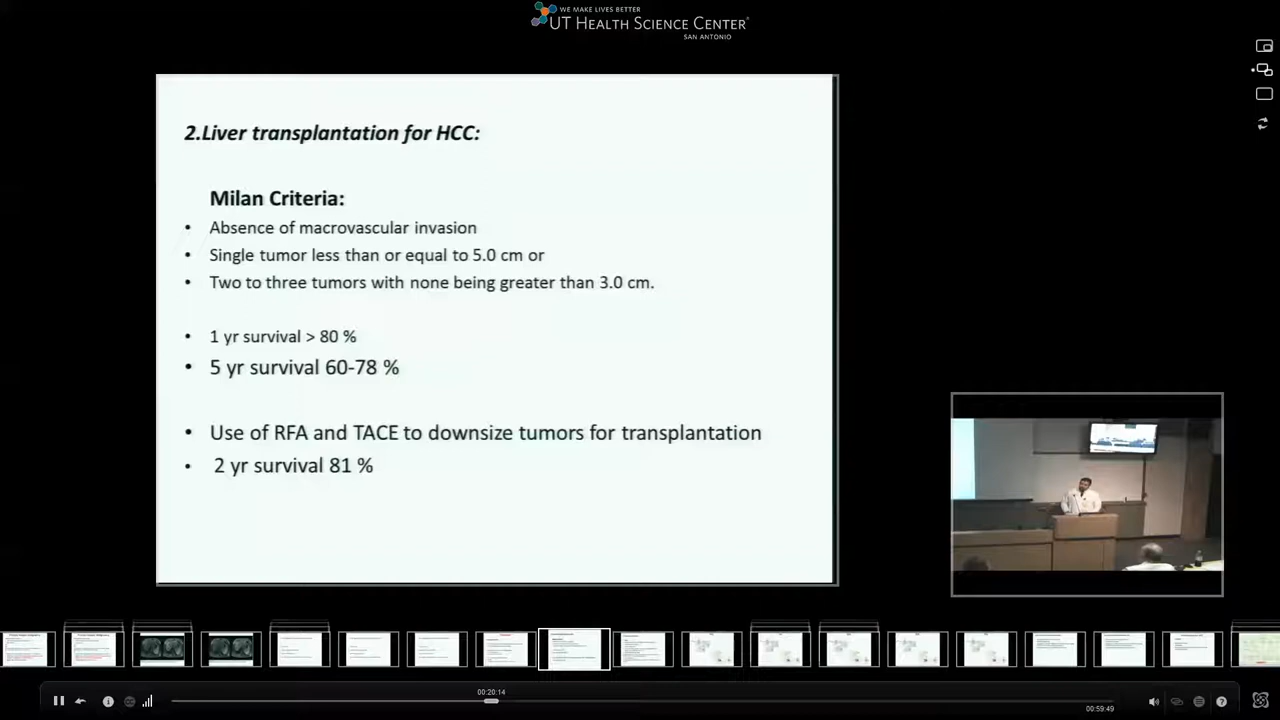 WE MAKE LIVES BETTER
UT HEALTH SCIENCE CENTER®
SAN ANTONIO
2.Liver transplantation for HCC:
Milan Criteria:
• Absence of macrovascular invasion
• Single tumor less than or equal to 5.0 cm or
• Two to three tumors with none being greater than 3.0 cm.
• 1 yr survival > 80 %
• 5 yr survival 60-78 %
• Use of RFA and TACE to downsize tumors for transplantation
• 2 yr survival 81 %
00:20:14
00:59:49